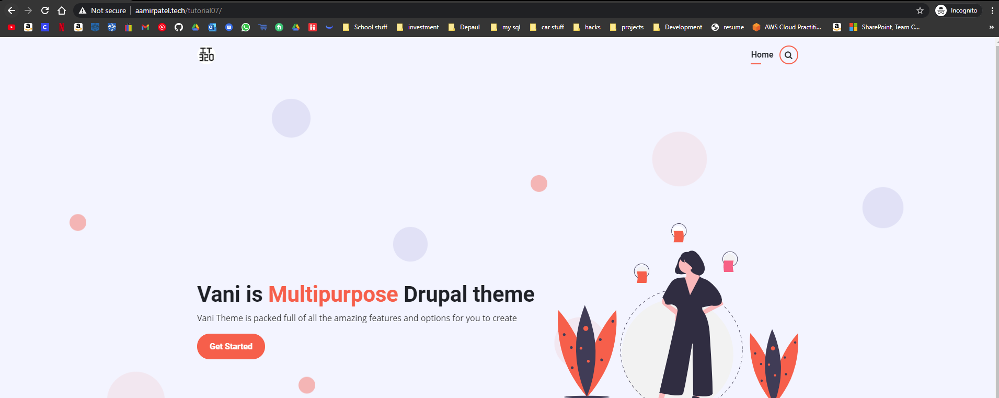 Not secure aamirpatel.tech/tutorial07/ Incognito
a C N a School stuff investment Depaul my sql car stuff hacks projects Development resume AWS Cloud Practiti... a SharePoint, Team C... »
IT
320
Home
Vani is Multipurpose Drupal theme
Vani Theme is packed full of all the amazing features and options for you to create
Get Started